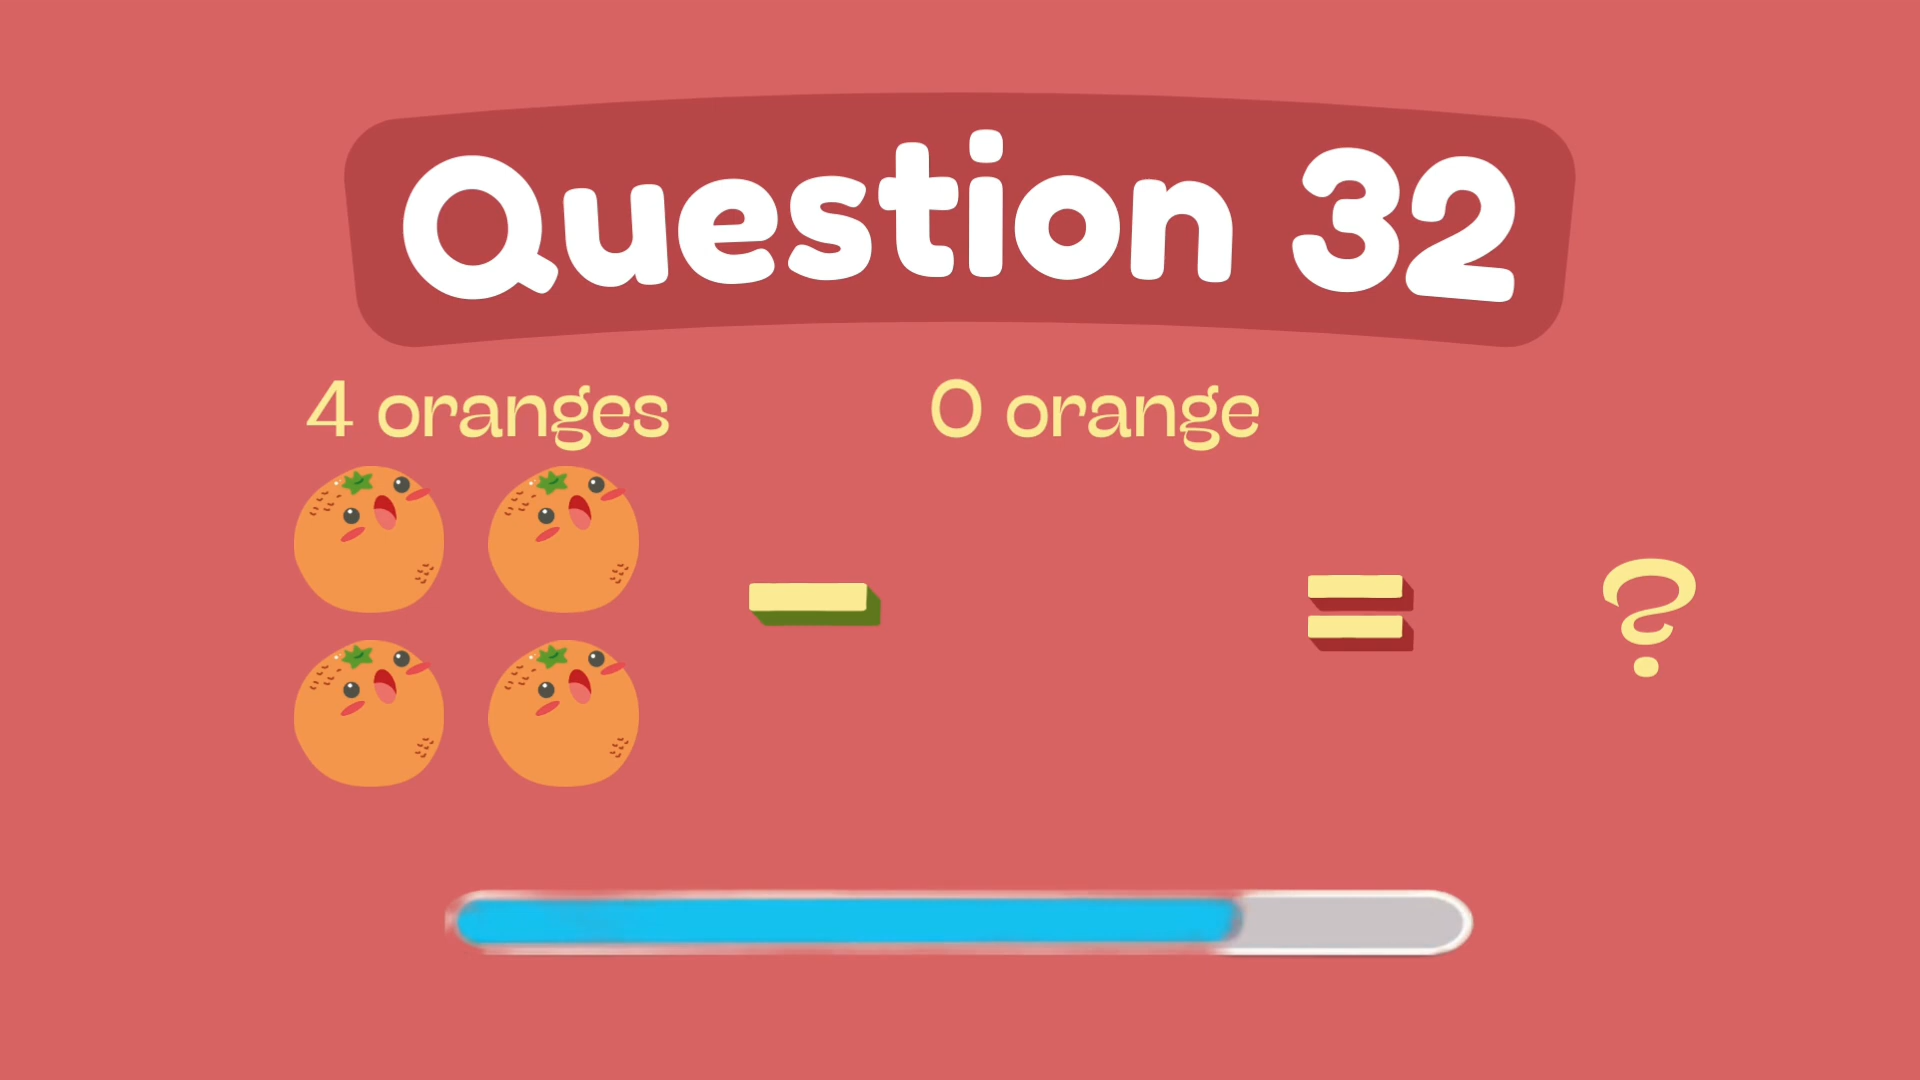 Question 32
4 oranges 0 orange
- = ?